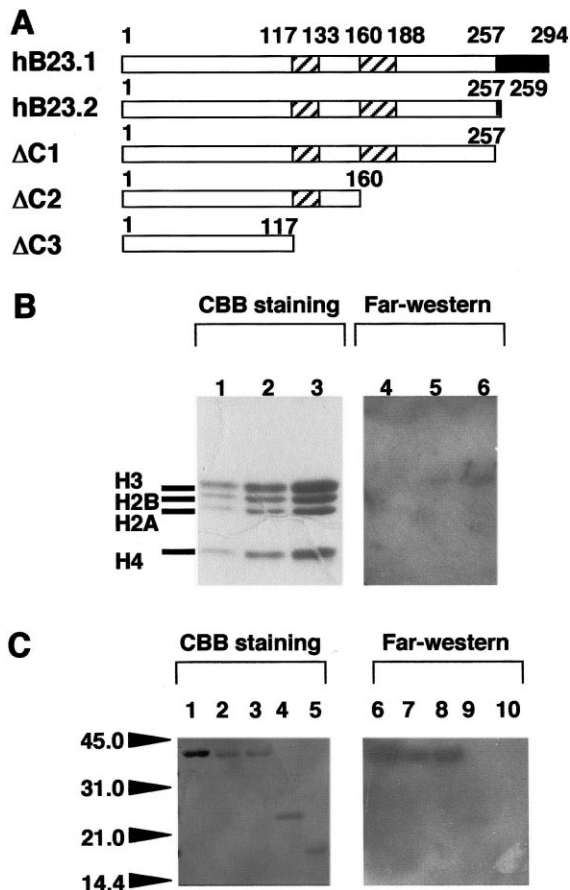 A
1 117 133 160 188 257 294
hB23.1
1 257 259
hB23.2
1 257
ΔC1
1 160
ΔC2
1 117
ΔC3
B
CBB staining Far-western
1 2 3 4 5 6
H3
H2B
H2A
H4
C
CBB staining Far-western
1 2 3 4 5 6 7 8 9 10
45.0
31.0
21.0
14.4